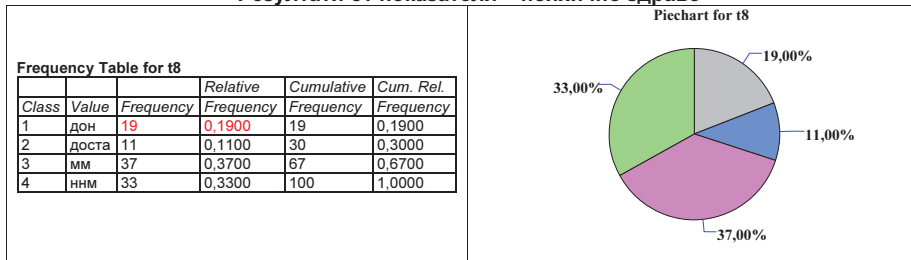 Frequency Table for t8
Relative Cumulative Cum. Rel.
Class Value Frequency Frequency Frequency Frequency
1 дон 19 0,1900 19 0,1900
2 доста 11 0,1100 30 0,3000
3 мм 37 0,3700 67 0,6700
4 ннм 33 0,3300 100 1,0000
Piechart for t8
19,00%
33,00%
11,00%
37,00%